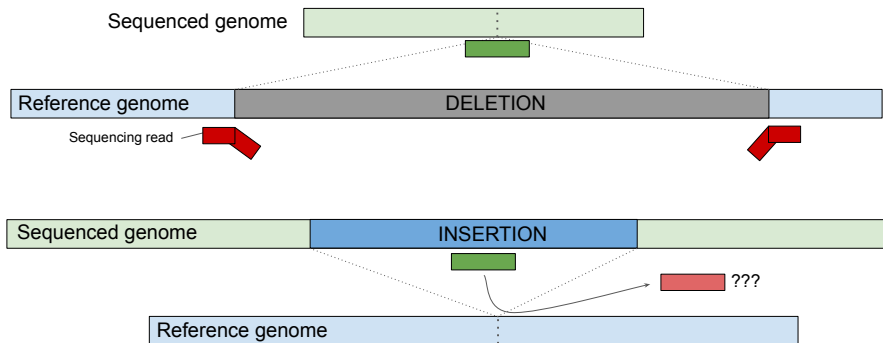 Sequenced genome
Reference genome
DELETION
Sequencing read
Sequenced genome
INSERTION
???
Reference genome